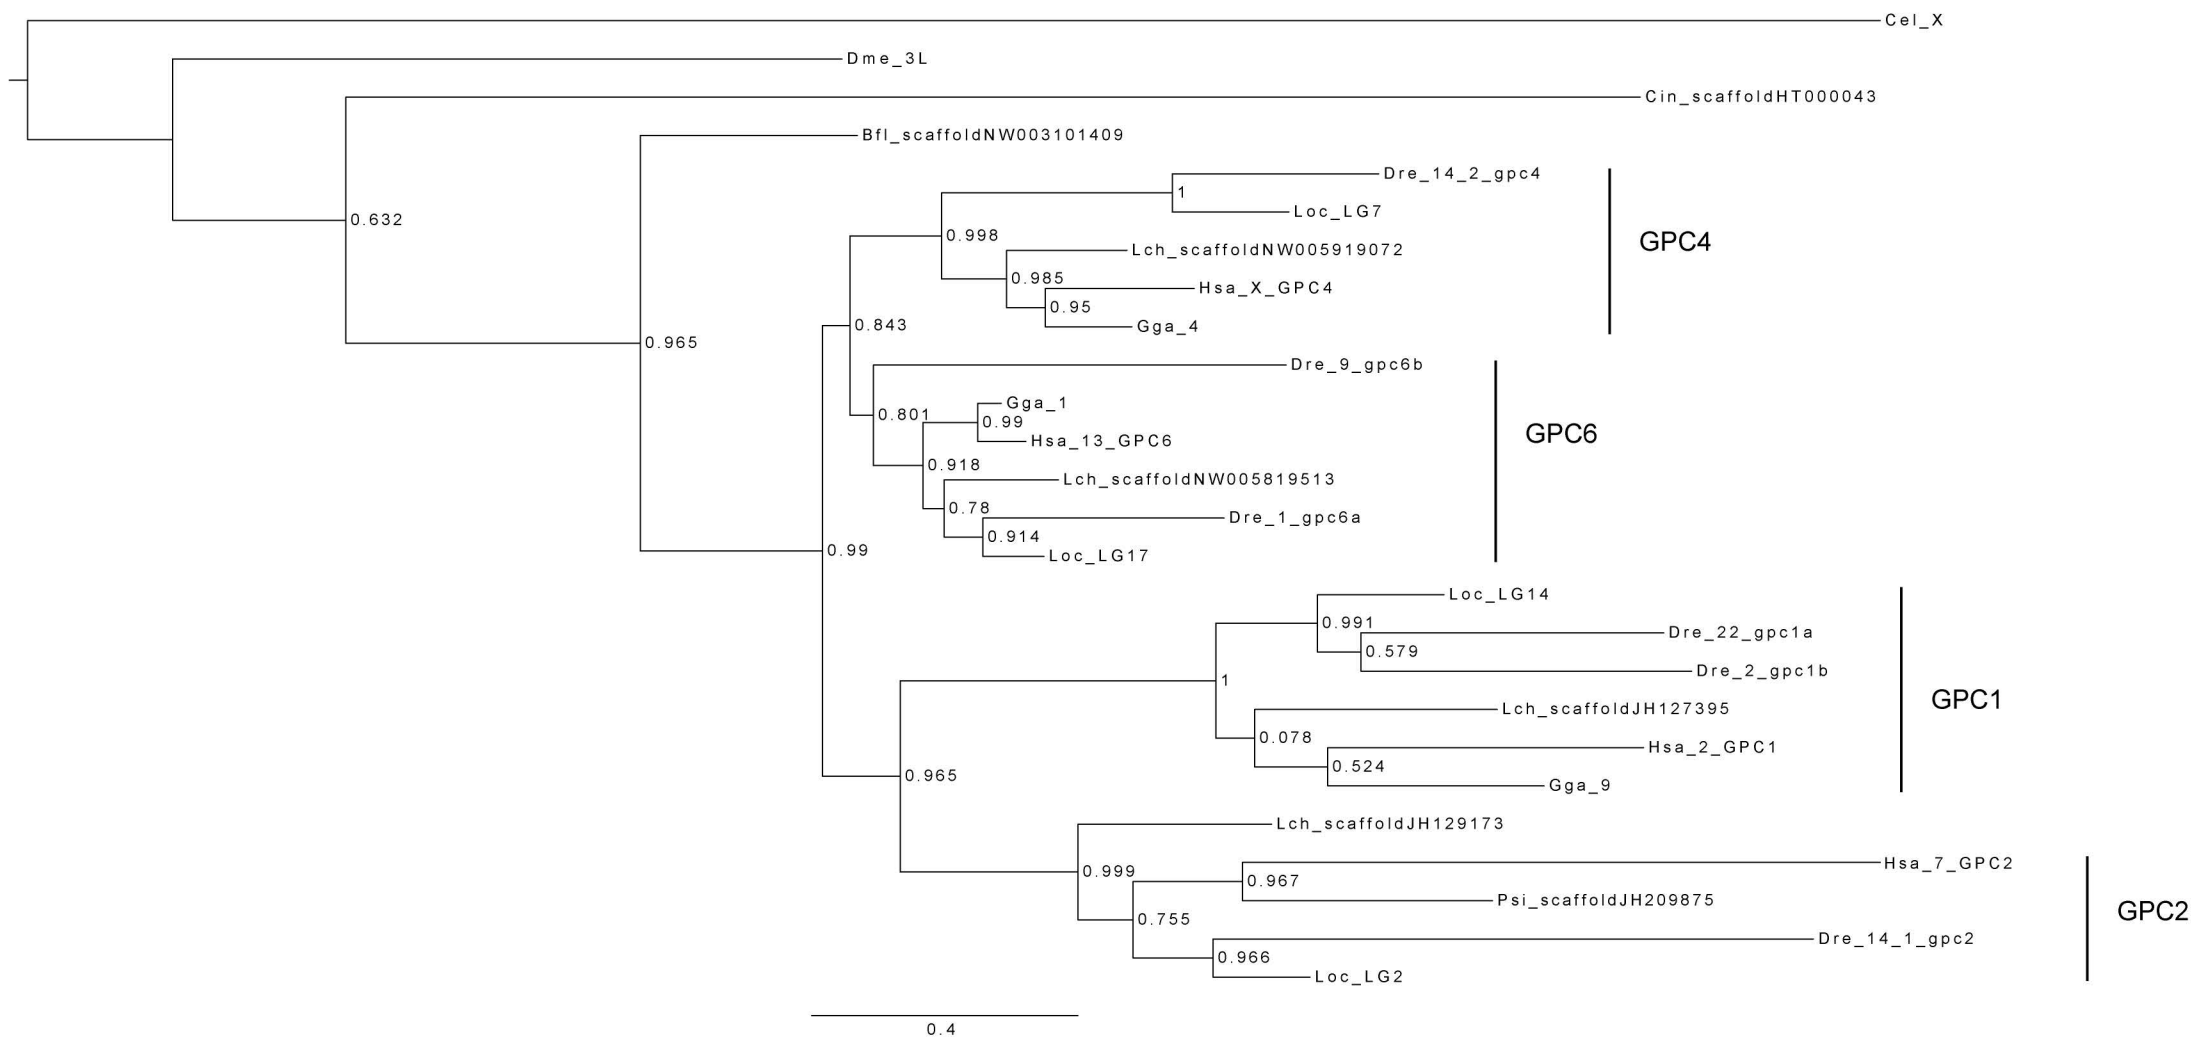 Cel_X
Dme_3L
Cin_scaffoldHT000043
Bfl_scaffoldNW003101409
Dre_14_2_gpc4
1
Loc_LG7
0.632
0.998
GPC4
Lch_scaffoldNW005919072
0.985
Hsa_X_GPC4
0.95
Gga_4
0.843
0.965
Dre_9_gpc6b
Gga_1
0.801
0.99
Hsa_13_GPC6
GPC6
0.918
Lch_scaffoldNW005819513
0.78
Dre_1_gpc6a
0.914
0.99
Loc_LG17
Loc_LG14
0.991
Dre_22_gpc1a
0.579
Dre_2_gpc1b
1
GPC1
Lch_scaffoldJH127395
0.078
Hsa_2_GPC1
0.524
0.965
Gga_9
Lch_scaffoldJH129173
0.999
Hsa_7_GPC2
0.967
Psi_scaffoldJH209875
0.755
GPC2
Dre_14_1_gpc2
0.966
Loc_LG2
0.4